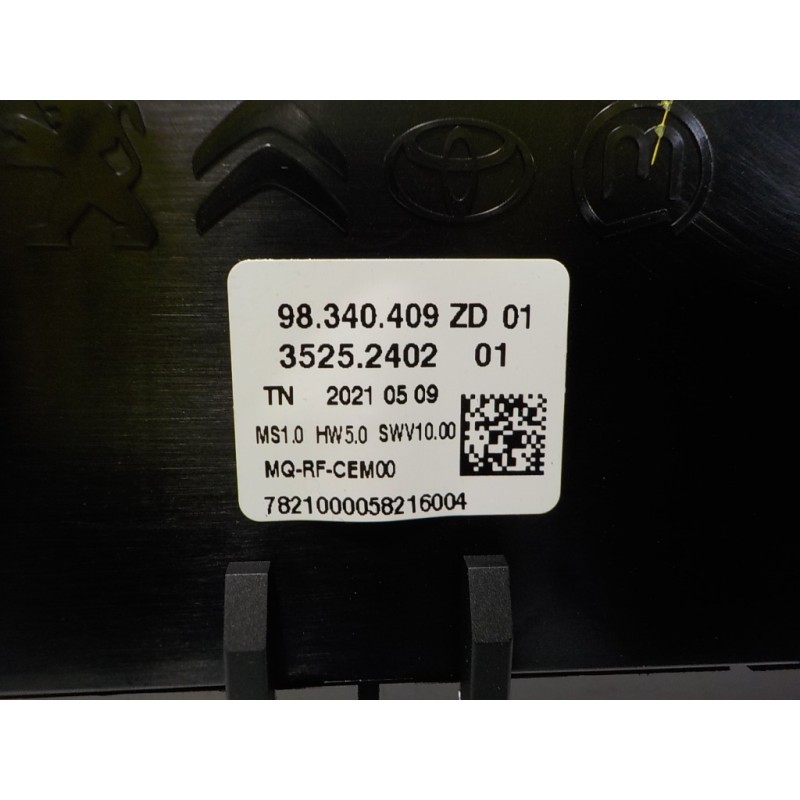 98.340.409 ZD 01
3525.2402 01
TN 2021 05 09
MS1.0 HW5.0 SWV10.00
MQ-RF-CEM00
7821000058216004